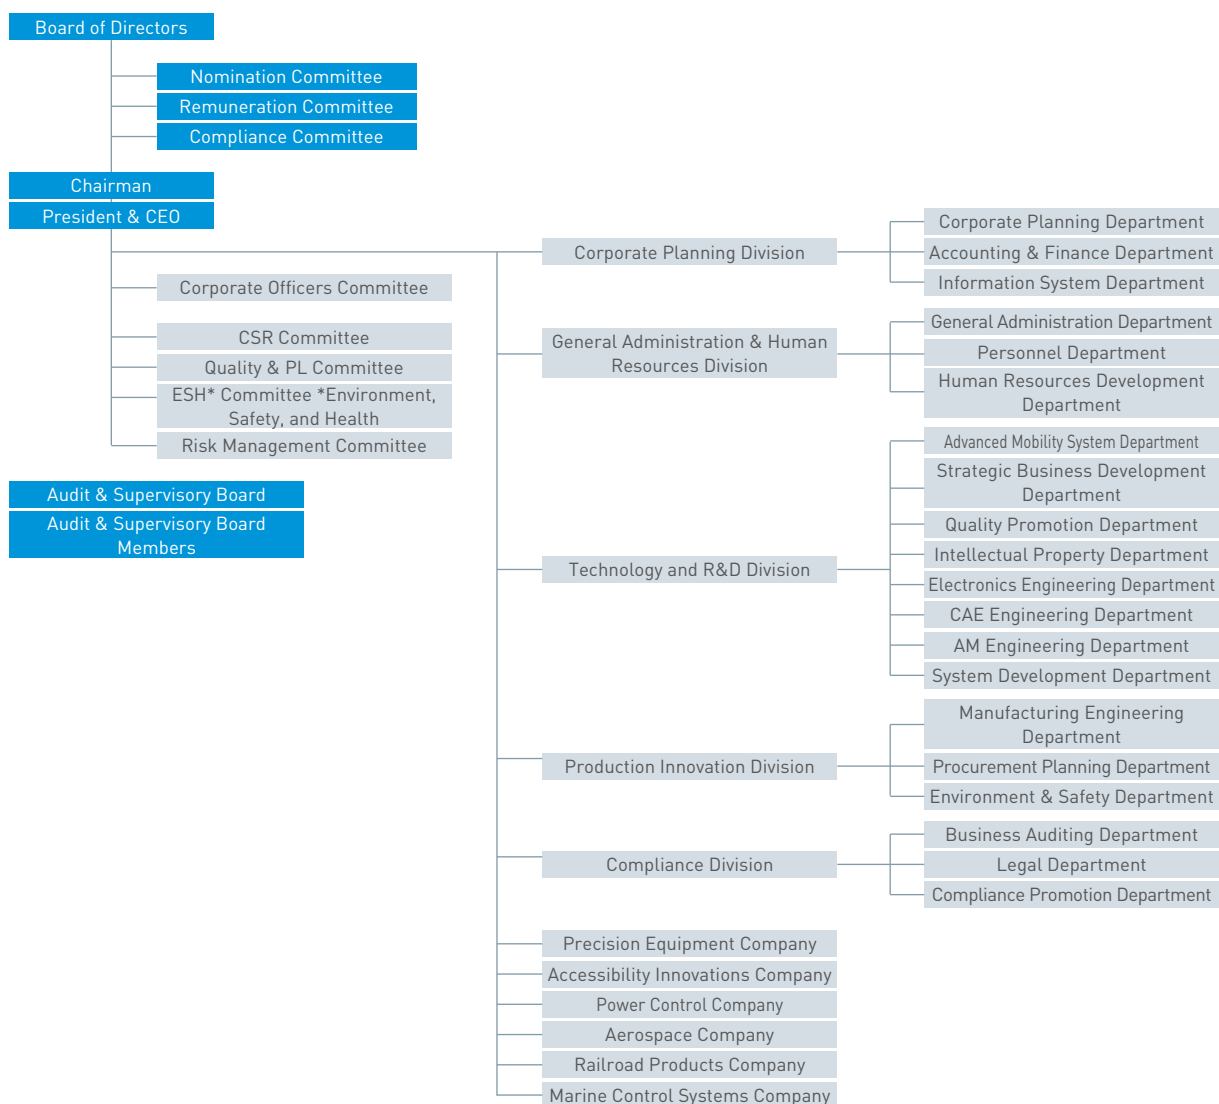 Board of Directors
Nomination Committee
Remuneration Committee
Compliance Committee
Chairman
President & CEO
Corporate Officers Committee
CSR Committee
Quality & PL Committee
ESH* Committee *Environment,
Safety, and Health
Risk Management Committee
Audit & Supervisory Board
Audit & Supervisory Board
Members
Corporate Planning Division
Corporate Planning Department
Accounting & Finance Department
Information System Department
General Administration & Human
Resources Division
General Administration Department
Personnel Department
Human Resources Development
Department
Technology and R&D Division
Advanced Mobility System Department
Strategic Business Development
Department
Quality Promotion Department
Intellectual Property Department
Electronics Engineering Department
CAE Engineering Department
AM Engineering Department
System Development Department
Production Innovation Division
Manufacturing Engineering
Department
Procurement Planning Department
Environment & Safety Department
Compliance Division
Business Auditing Department
Legal Department
Compliance Promotion Department
Precision Equipment Company
Accessibility Innovations Company
Power Control Company
Aerospace Company
Railroad Products Company
Marine Control Systems Company